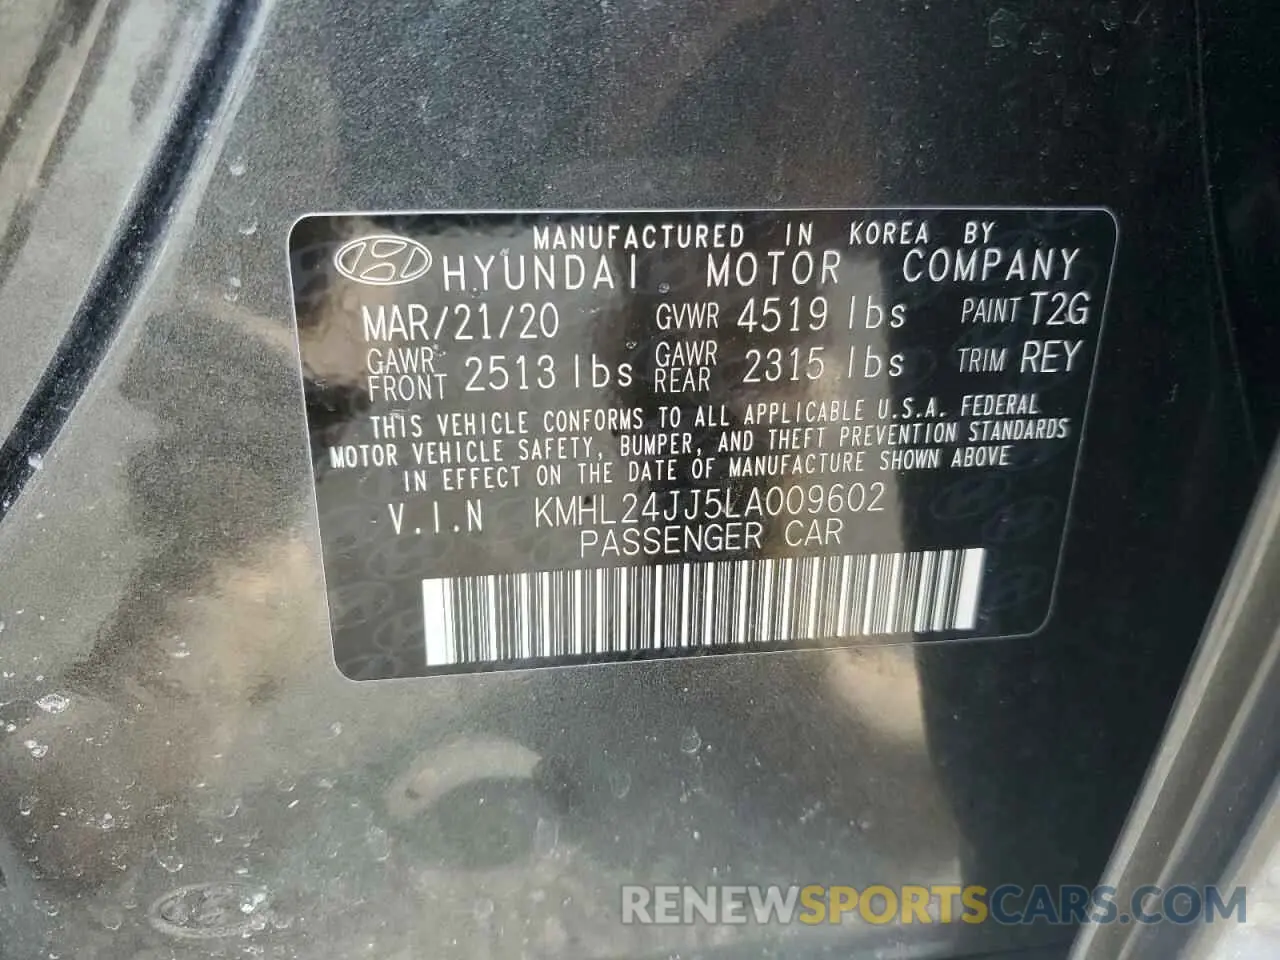 MANUFACTURED IN KOREA BY
HYUNDAI MOTOR COMPANY
MAR/21/20 GVWR 4519 lbs PAINT T2G
GAWR FRONT 2513 lbs GAWR REAR 2315 lbs TRIM REY
THIS VEHICLE CONFORMS TO ALL APPLICABLE U.S.A. FEDERAL
MOTOR VEHICLE SAFETY, BUMPER, AND THEFT PREVENTION STANDARDS
IN EFFECT ON THE DATE OF MANUFACTURE SHOWN ABOVE
V.I.N KMHL24JJ5LA009602
PASSENGER CAR
RENEWSPORTSCARS.COM